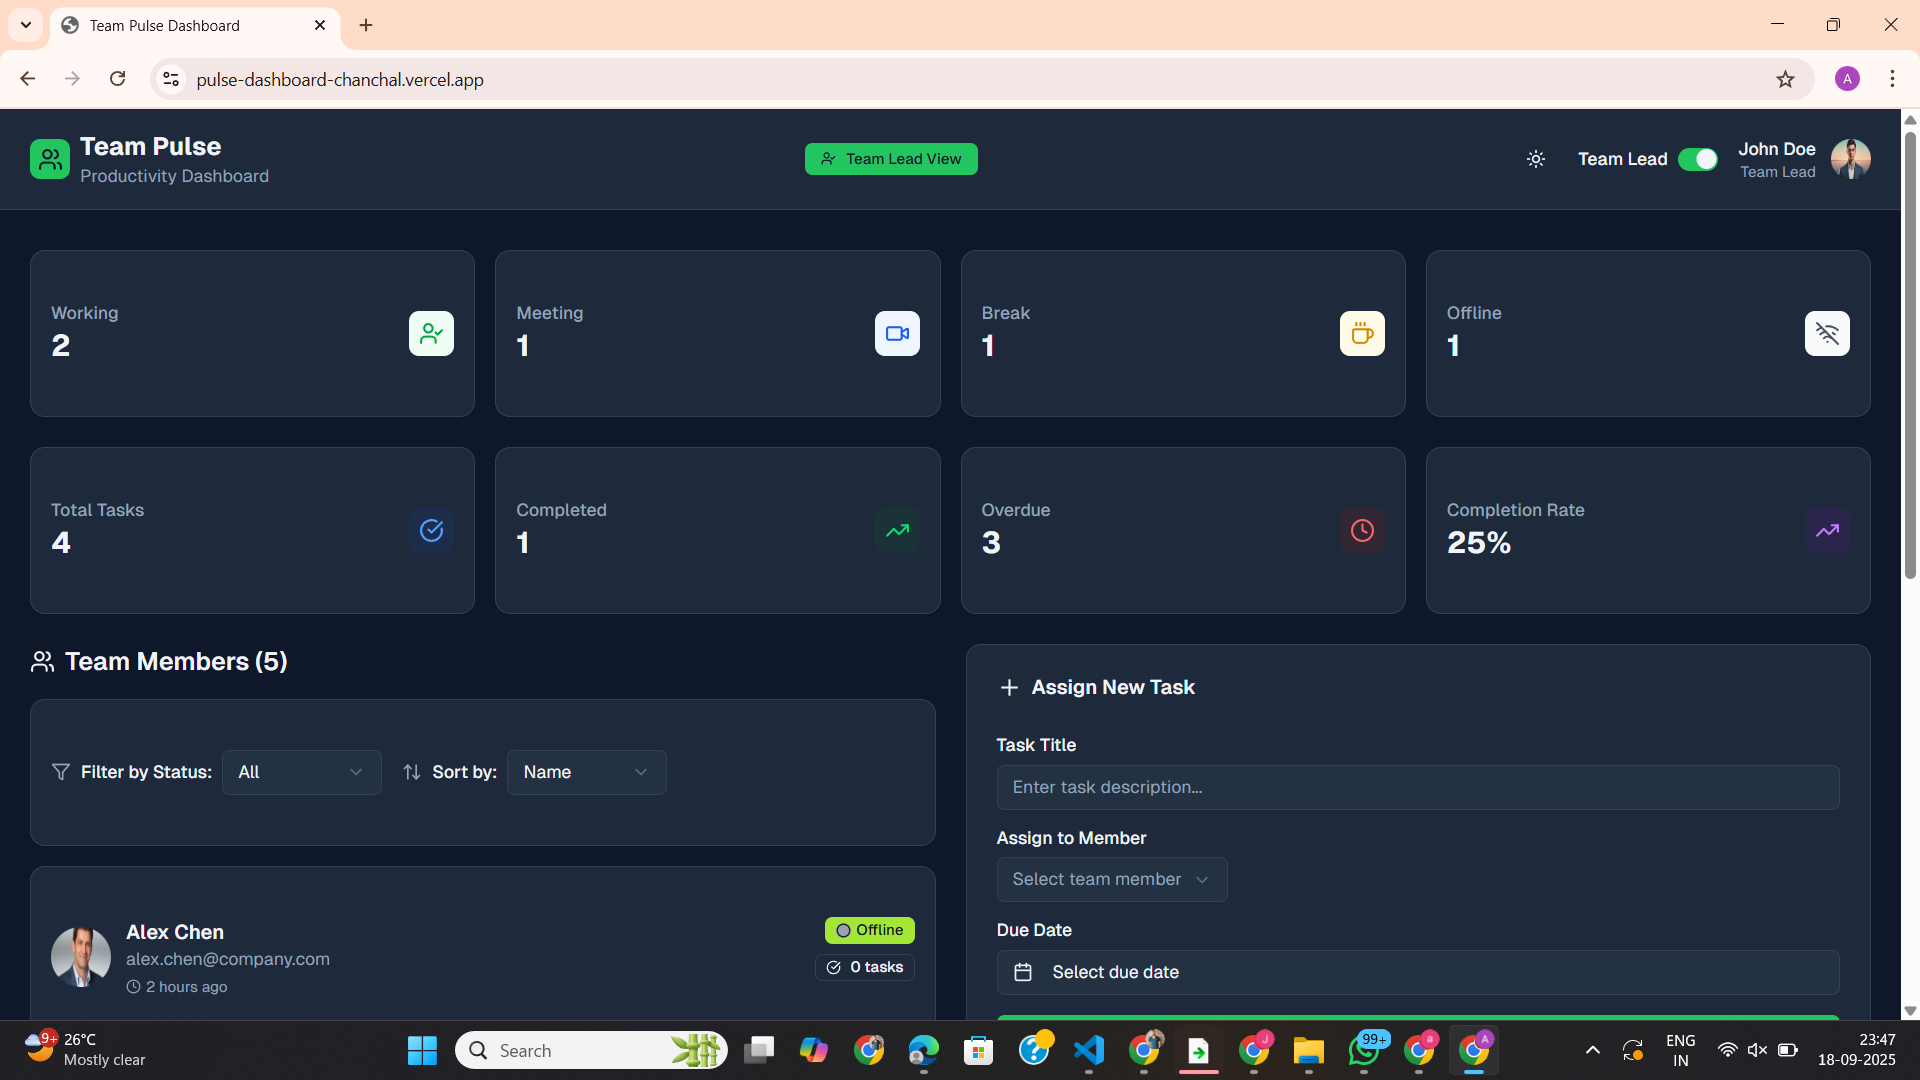 Team Pulse Dashboard
pulse-dashboard-chanchal.vercel.app
A
Team Pulse
Productivity Dashboard
Team Lead View
Team Lead
John Doe
Team Lead
Working
2
Meeting
1
Break
1
Offline
1
Total Tasks
4
Completed
1
Overdue
3
Completion Rate
25%
Team Members (5)
Filter by Status:
All
Sort by:
Name
Alex Chen
alex.chen@company.com
2 hours ago
Offline
0 tasks
Assign New Task
Task Title
Enter task description...
Assign to Member
Select team member
Due Date
Select due date
9+
26°C
Mostly clear
Search
J
99+
a
A
ENG
IN
23:47
18-09-2025